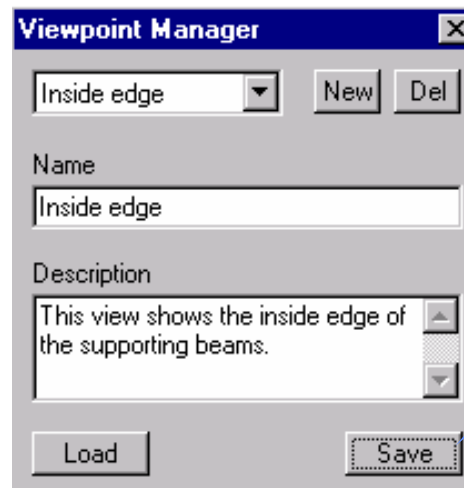 Viewpoint Manager
Inside edge
New
Del
Name
Inside edge
Description
This view shows the inside edge of
the supporting beams.
Load
Save